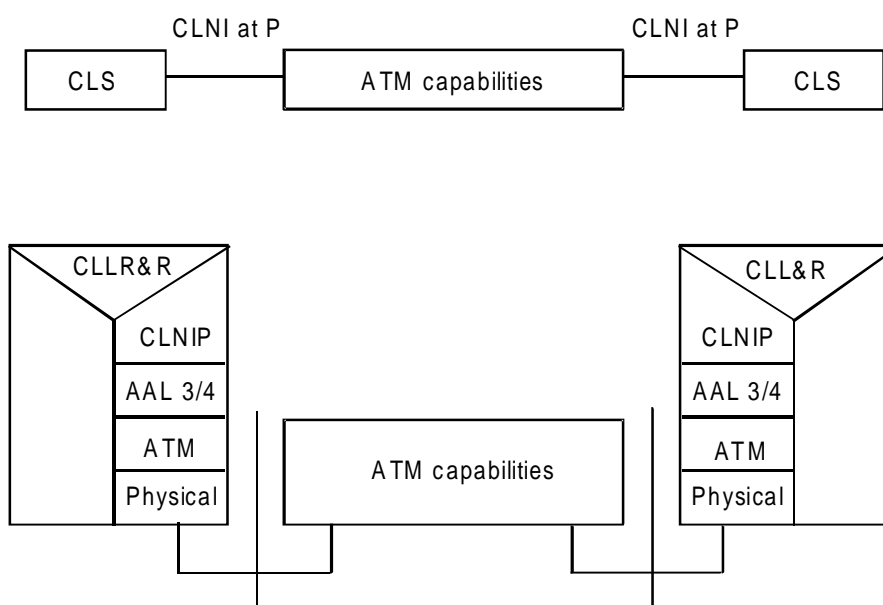 CLNI at P
CLNI at P
CLS
ATM capabilities
CLS
CLLR&R
CLNIP
AAL 3/4
ATM
Physical
ATM capabilities
CLL&R
CLNIP
AAL 3/4
ATM
Physical